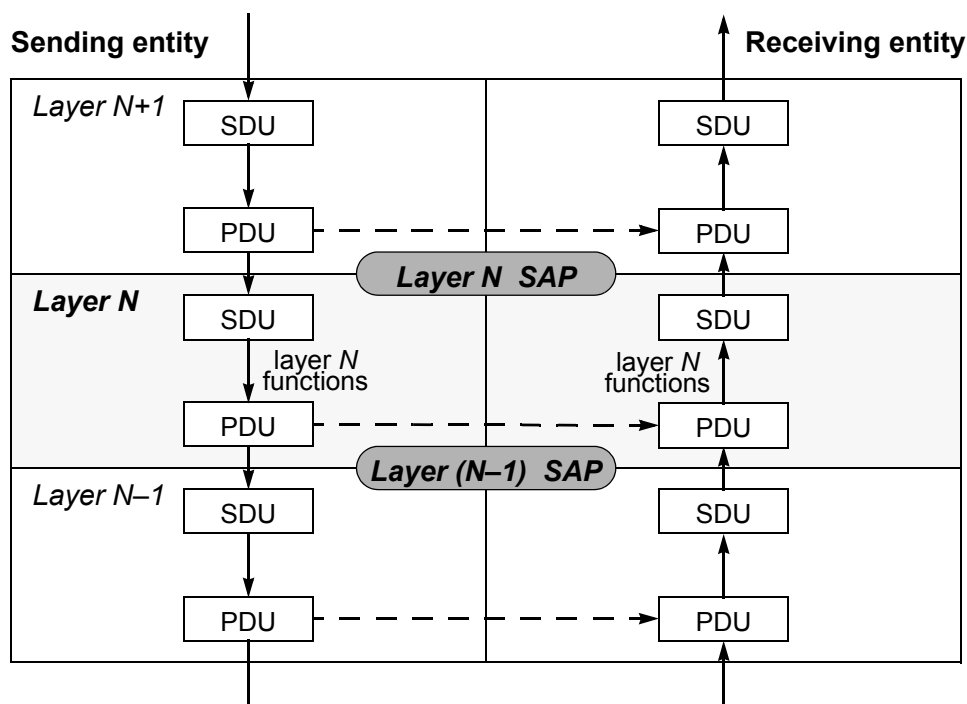 Sending entity
Receiving entity
Layer N+1
SDU
SDU
PDU
PDU
Layer N SAP
Layer N
SDU
SDU
layer N
functions
layer N
functions
PDU
PDU
Layer (N–1) SAP
Layer N–1
SDU
SDU
PDU
PDU